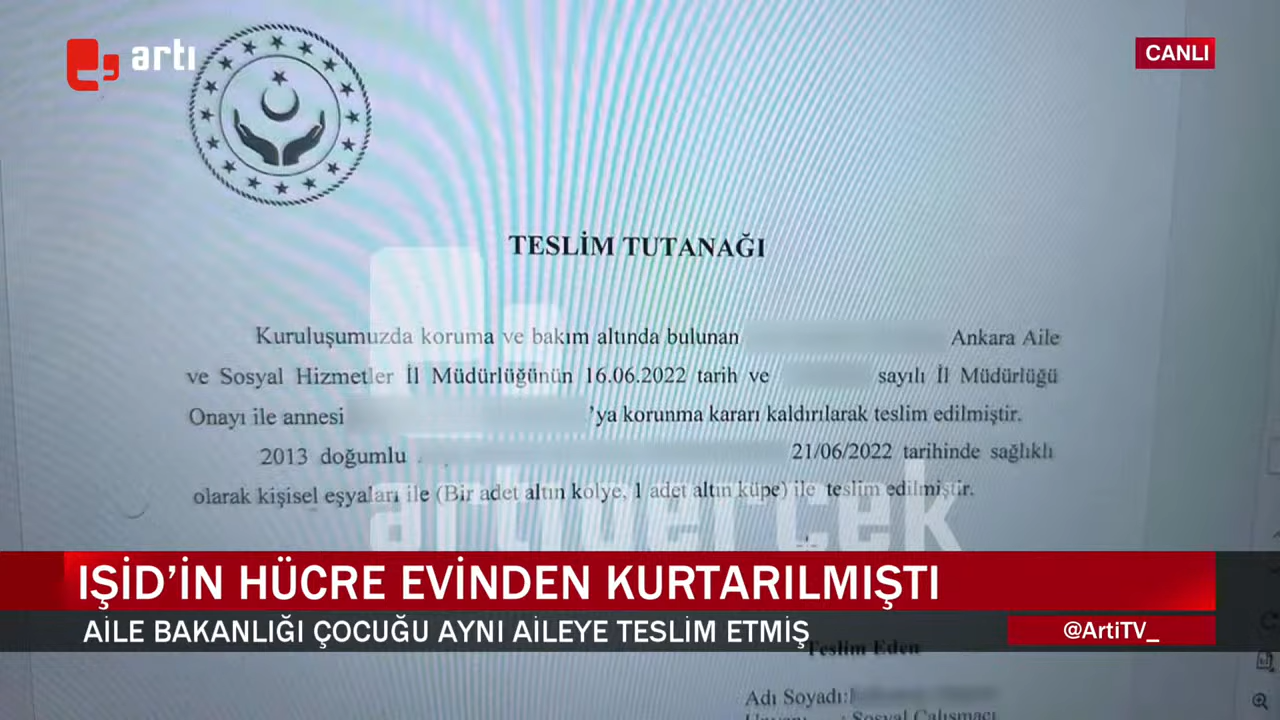 artı
CANLI
TESLİM TUTANAĞI
Kuruluşumuzda koruma ve bakım altında bulunan Ankara Aile
ve Sosyal Hizmetler İl Müdürlüğünün 16.06.2022 tarih ve sayılı İl Müdürlüğü
Onayı ile annesi 'ya korunma kararı kaldırılarak teslim edilmiştir.
2013 doğumlu 21/06/2022 tarihinde sağlıklı
olarak kişisel eşyaları ile (Bir adet altın kolye, 1 adet altın küpe) ile teslim edilmiştir.
artıgerçek
IŞİD'İN HÜCRE EVİNDEN KURTARILMIŞTI
AİLE BAKANLIĞI ÇOCUĞU AYNI AİLEYE TESLİM ETMİŞ
@ArtiTV_
Teslim Eden
Adı Soyadı:
: Sosyal Çalışmacı